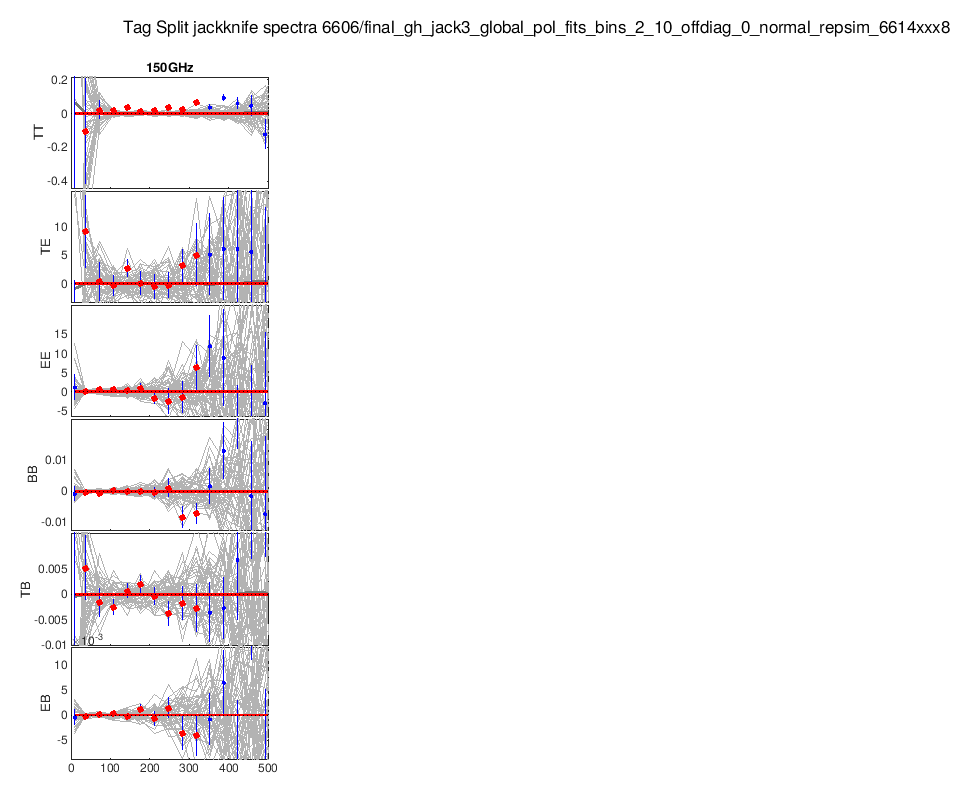 Tag Split jackknife spectra 6606/final_gh_jack3_global_pol_fits_bins_2_10_offdiag_0_normal_repsim_6614xxx8
150GHz
0.2
0
-0.2
-0.4
TT
10
5
0
TE
15
10
5
0
-5
EE
0.01
0
-0.01
BB
0.005
0
-0.005
-0.01
TB
10-3
10
5
0
-5
EB
0 100 200 300 400 500